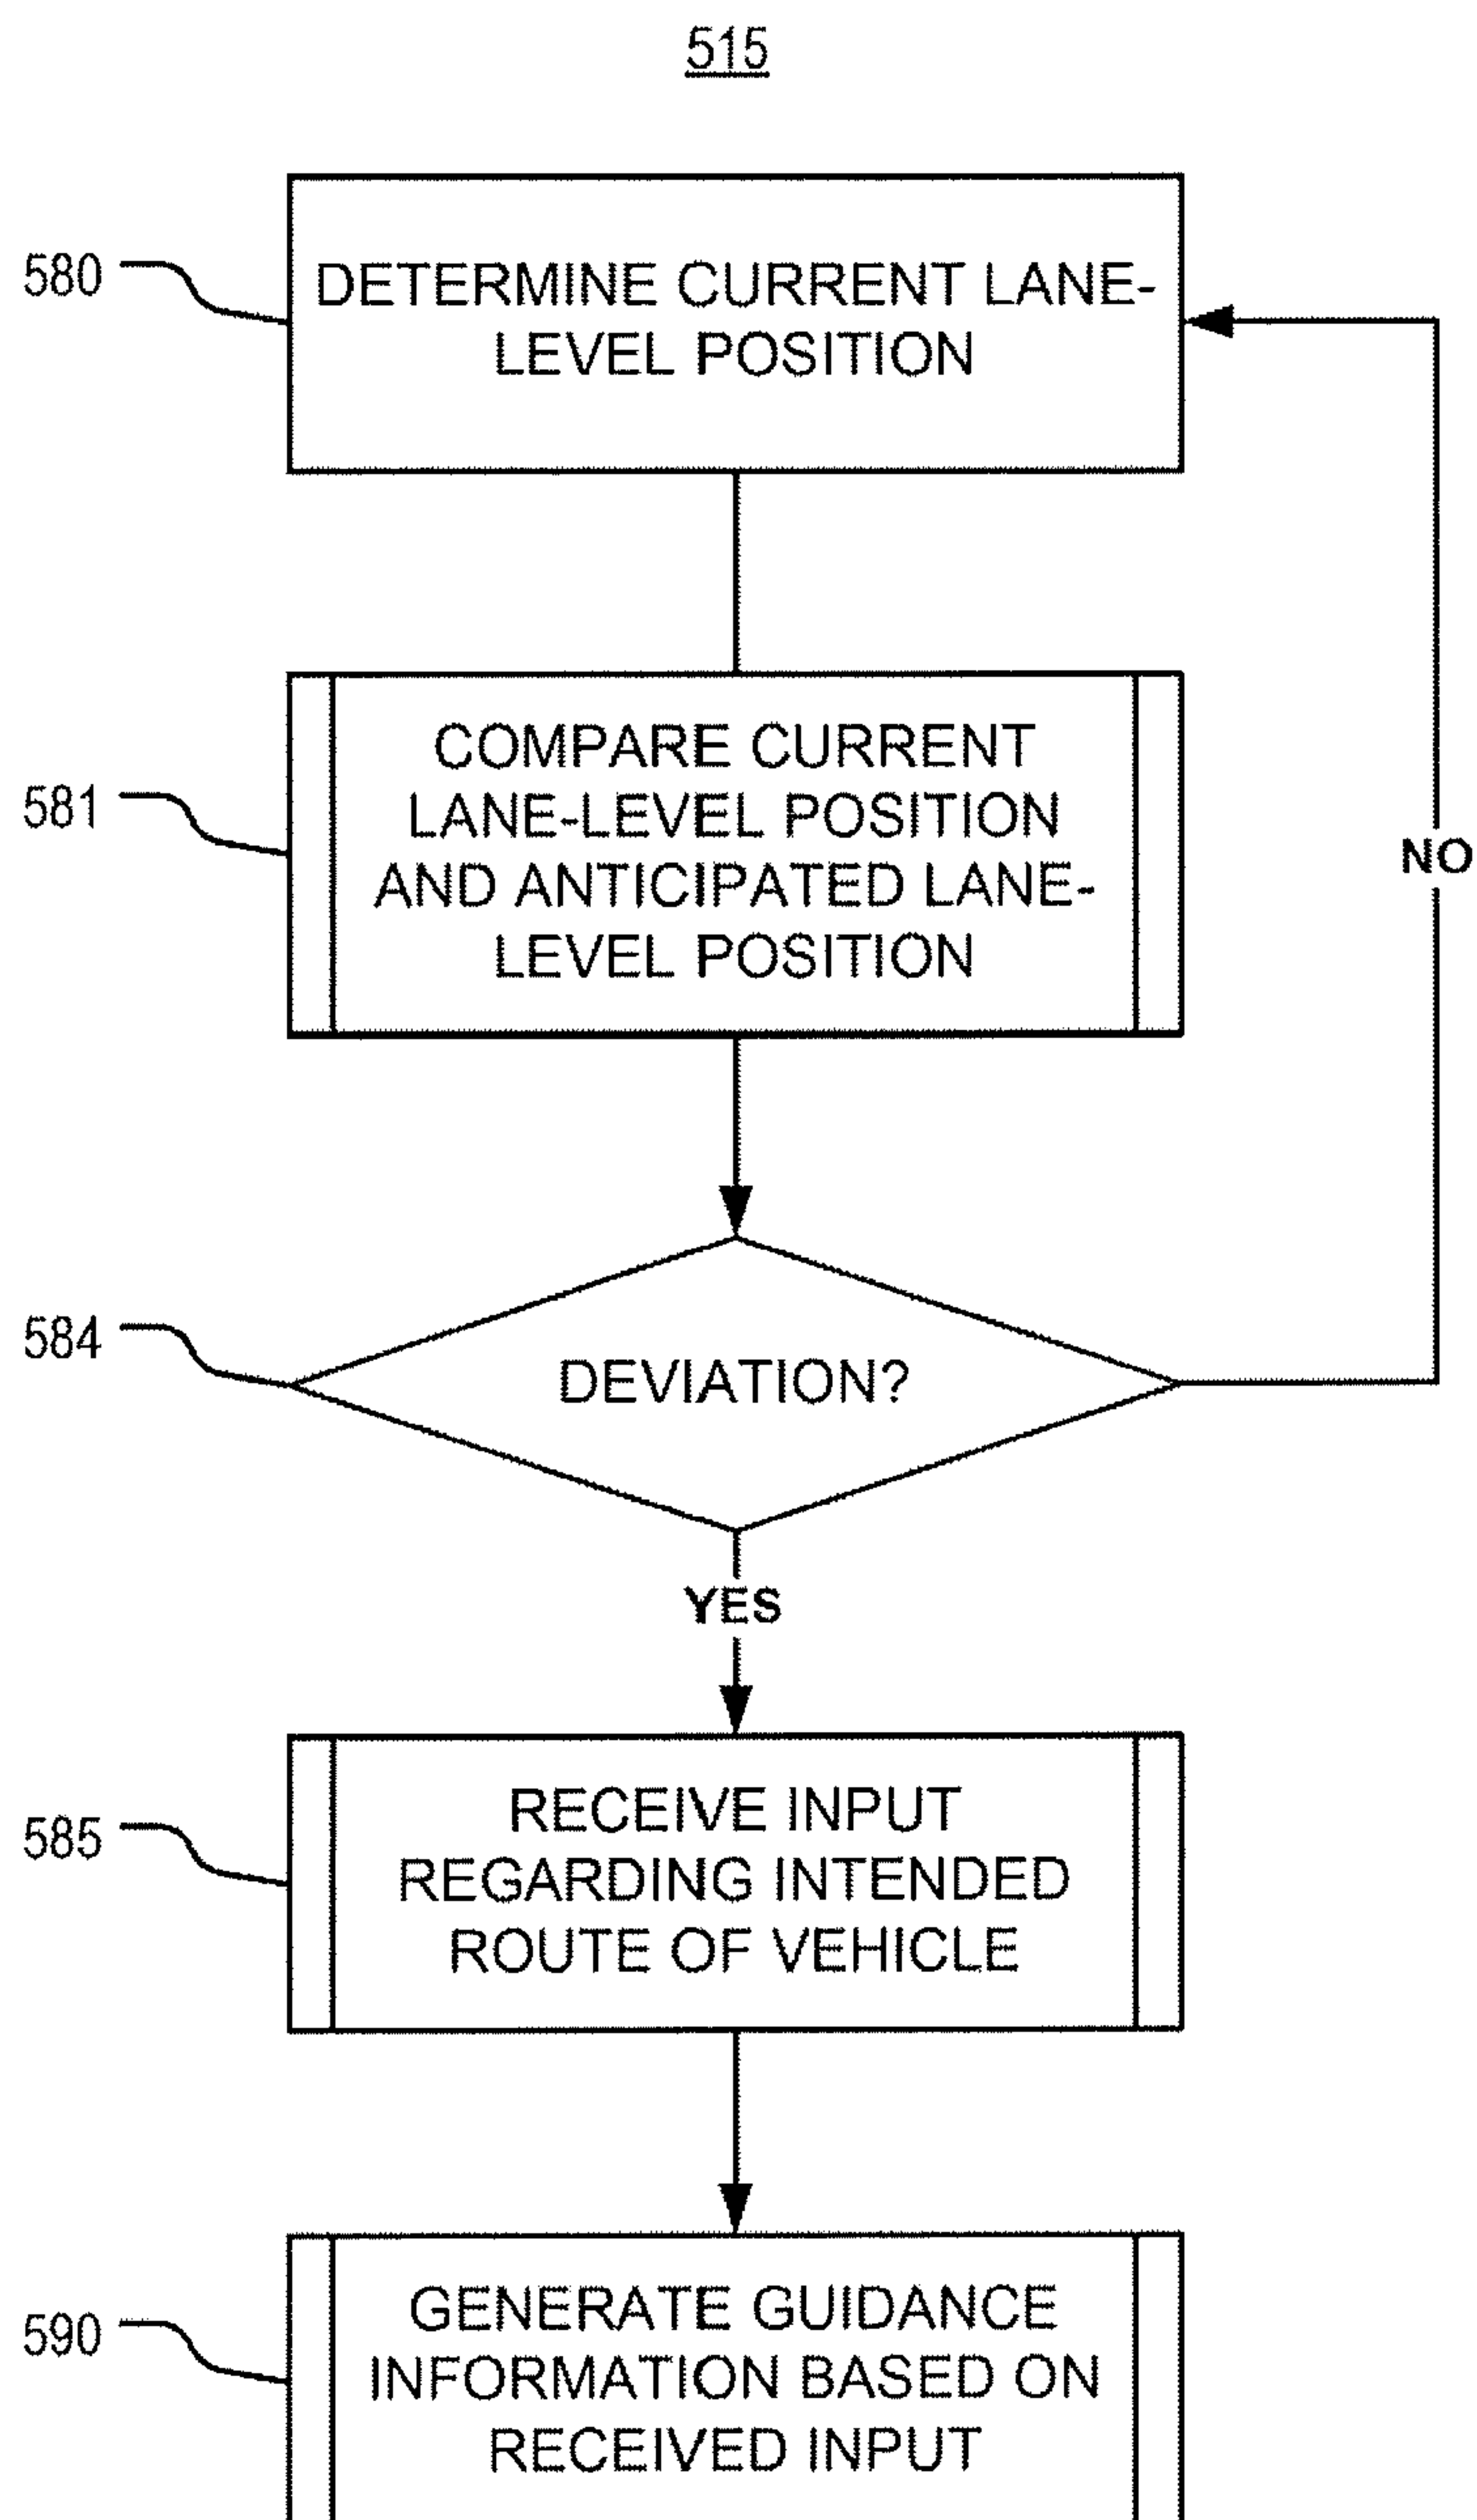 515
580
DETERMINE CURRENT LANE-
LEVEL POSITION
581
COMPARE CURRENT
LANE-LEVEL POSITION
AND ANTICIPATED LANE-
LEVEL POSITION
NO
584
DEVIATION?
YES
585
RECEIVE INPUT
REGARDING INTENDED
ROUTE OF VEHICLE
590
GENERATE GUIDANCE
INFORMATION BASED ON
RECEIVED INPUT